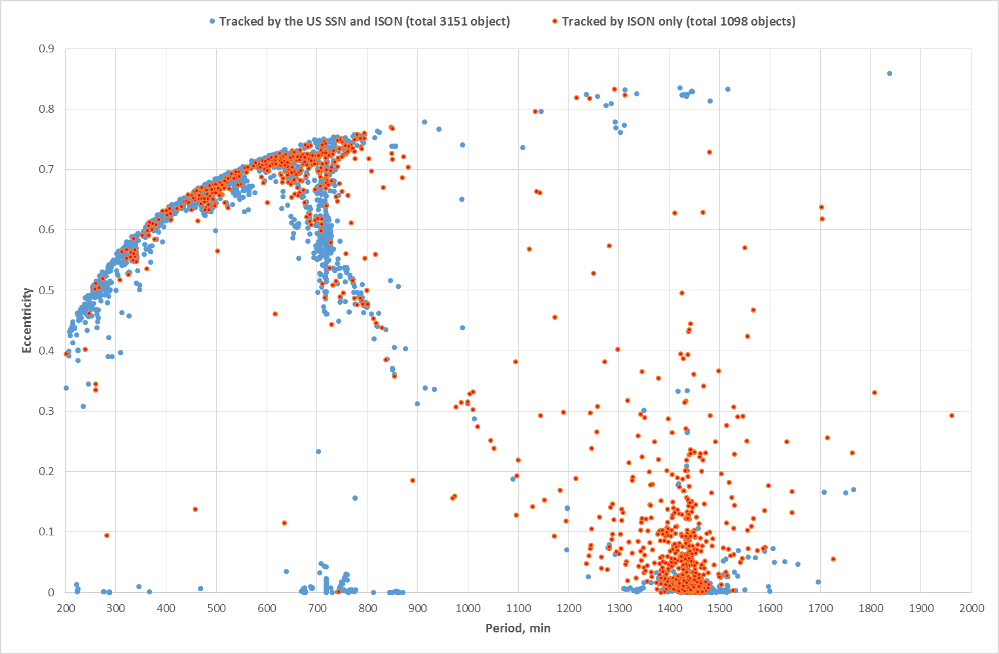 Tracked by the US SSN and ISON (total 3151 object)
Tracked by ISON only (total 1098 objects)
0.9
0.8
0.7
0.6
0.5
0.4
0.3
0.2
0.1
0
Eccentricity
200 300 400 500 600 700 800 900 1000 1100 1200 1300 1400 1500 1600 1700 1800 1900 2000
Period, min